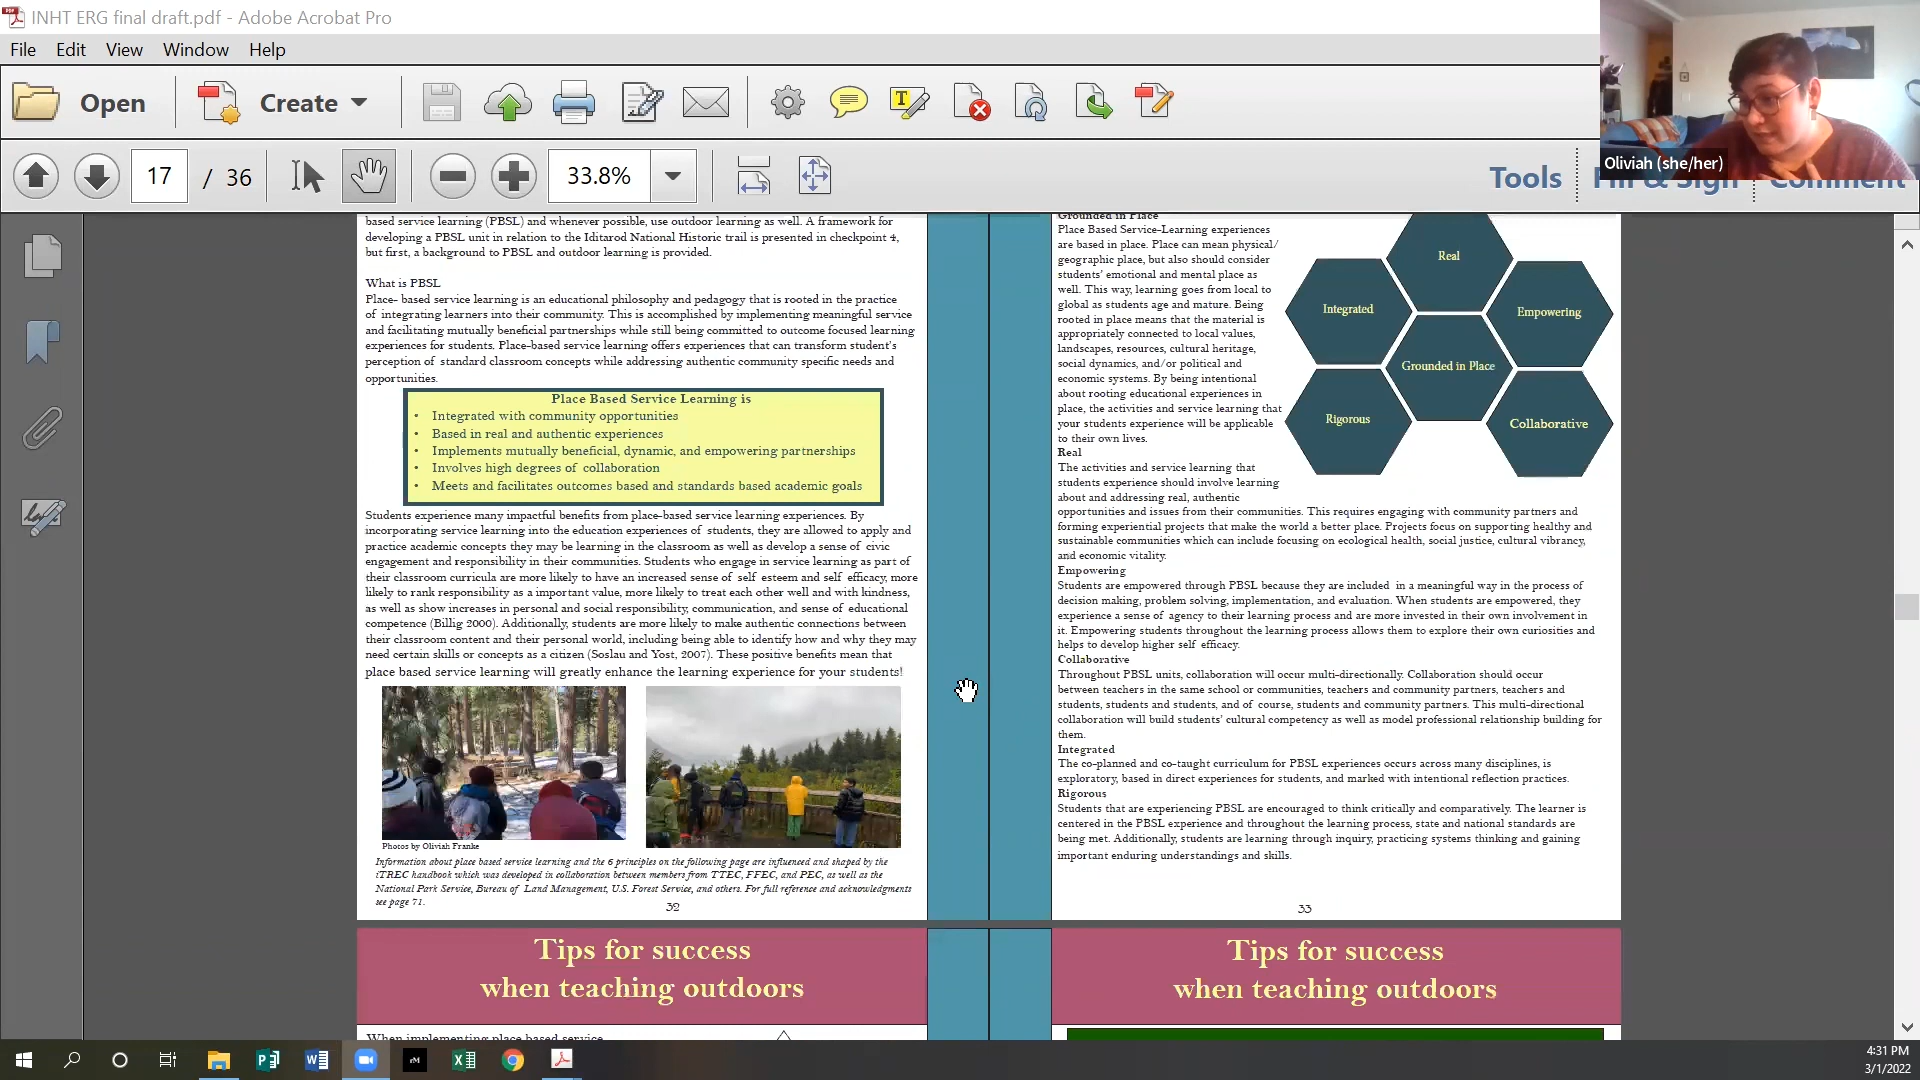 INHT ERG final draft.pdf - Adobe Acrobat Pro
File Edit View Window Help
Open Create
17 / 36 33.8% Tools Fill & Sign Comment
Oliviah (she/her)
based service learning (PBSL) and whenever possible, use outdoor learning as well. A framework for
developing a PBSL unit in relation to the Iditarod National Historic trail is presented in checkpoint 4,
but first, a background to PBSL and outdoor learning is provided.
What is PBSL
Place- based service learning is an educational philosophy and pedagogy that is rooted in the practice
of integrating learners into their community. This is accomplished by implementing meaningful service
and facilitating mutually beneficial partnerships while still being committed to outcome focused learning
experiences for students. Place-based service learning offers experiences that can transform student's
perception of standard classroom concepts while addressing authentic community specific needs and
opportunities.
Place Based Service Learning is
• Integrated with community opportunities
• Based in real and authentic experiences
• Implements mutually beneficial, dynamic, and empowering partnerships
• Involves high degrees of collaboration
• Meets and facilitates outcomes based and standards based academic goals
Students experience many impactful benefits from place-based service learning experiences. By
incorporating service learning into the education experiences of students, they are allowed to apply and
practice academic concepts they may be learning in the classroom as well as develop a sense of civic
engagement and responsibility in their communities. Students who engage in service learning as part of
their classroom curricula are more likely to have an increased sense of self esteem and self efficacy, more
likely to rank responsibility as a important value, more likely to treat each other well and with kindness,
as well as show increases in personal and social responsibility, communication, and sense of educational
competence (Billig 2000). Additionally, students are more likely to make authentic connections between
their classroom content and their personal world, including being able to identify how and why they may
need certain skills or concepts as a citizen (Soslau and Yost, 2007). These positive benefits mean that
place based service learning will greatly enhance the learning experience for your students!
Photos by Oliviah Franke
Information about place based service learning and the 6 principles on the following page are influenced and shaped by the
iTREC handbook which was developed in collaboration between members from TTEC, FFEC, and PEC, as well as the
National Park Service, Bureau of Land Management, U.S. Forest Service, and others. For full reference and acknowledgments
see page 71.
32
Grounded in Place
Place Based Service-Learning experiences
are based in place. Place can mean physical/
geographic place, but also should consider
students' emotional and mental place as
well. This way, learning goes from local to
global as students age and mature. Being
rooted in place means that the material is
appropriately connected to local values,
landscapes, resources, cultural heritage,
social dynamics, and/or political and
economic systems. By being intentional
about rooting educational experiences in
place, the activities and service learning that
your students experience will be applicable
to their own lives.
Real
The activities and service learning that
students experience should involve learning
about and addressing real, authentic
opportunities and issues from their communities. This requires engaging with community partners and
forming experiential projects that make the world a better place. Projects focus on supporting healthy and
sustainable communities which can include focusing on ecological health, social justice, cultural vibrancy,
and economic vitality.
Empowering
Students are empowered through PBSL because they are included in a meaningful way in the process of
decision making, problem solving, implementation, and evaluation. When students are empowered, they
experience a sense of agency to their learning process and are more invested in their own involvement in
it. Empowering students throughout the learning process allows them to explore their own curiosities and
helps to develop higher self efficacy.
Collaborative
Throughout PBSL units, collaboration will occur multi-directionally. Collaboration should occur
between teachers in the same school or communities, teachers and community partners, teachers and
students, students and students, and of course, students and community partners. This multi-directional
collaboration will build students' cultural competency as well as model professional relationship building for
them.
Integrated
The co-planned and co-taught curriculum for PBSL experiences occurs across many disciplines, is
exploratory, based in direct experiences for students, and marked with intentional reflection practices.
Rigorous
Students that are experiencing PBSL are encouraged to think critically and comparatively. The learner is
centered in the PBSL experience and throughout the learning process, state and national standards are
being met. Additionally, students are learning through inquiry, practicing systems thinking and gaining
important enduring understandings and skills.
33
Real
Integrated
Empowering
Grounded in Place
Rigorous
Collaborative
Tips for success
when teaching outdoors
When implementing place based service
Tips for success
when teaching outdoors
4:31 PM
3/1/2022